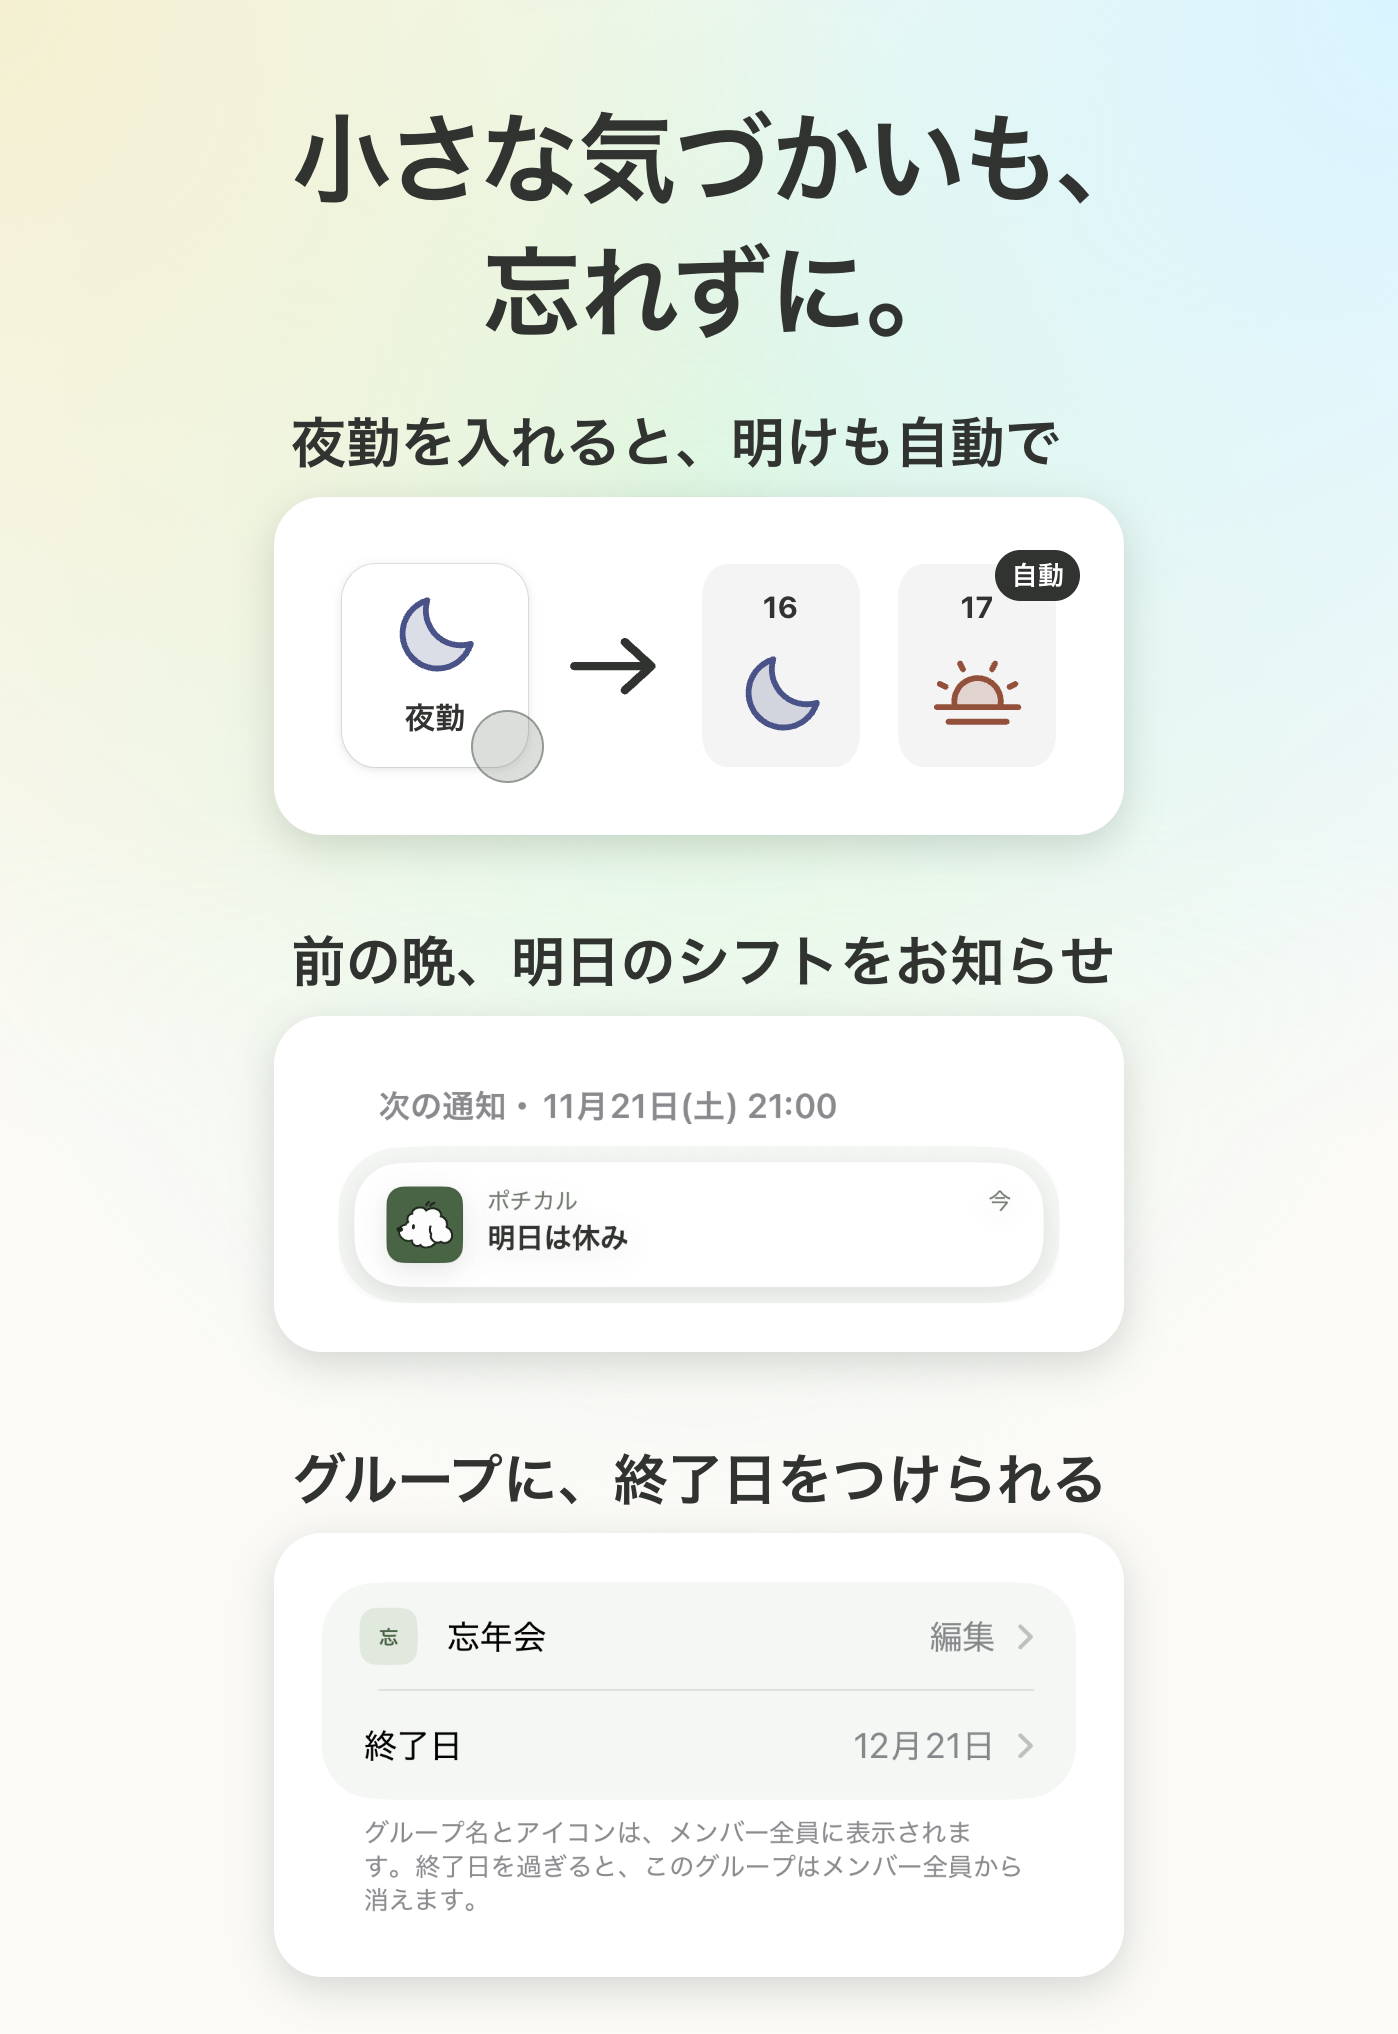 小さな気づかいも、
忘れずに。
夜勤を入れると、明けも自動で
自動
16
17
夜勤
前の晩、明日のシフトをお知らせ
次の通知・11月21日(土) 21:00
ポチカル
今
明日は休み
グループに、終了日をつけられる
忘
忘年会
編集
終了日
12月21日
グループ名とアイコンは、メンバー全員に表示されま
す。終了日を過ぎると、このグループはメンバー全員から
消えます。